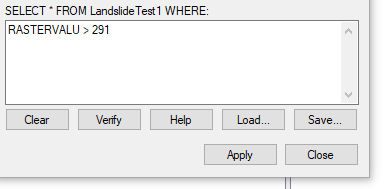 SELECT * FROM LandslideTest1 WHERE:
RASTERVALU > 291
Clear Verify Help Load... Save...
Apply Close